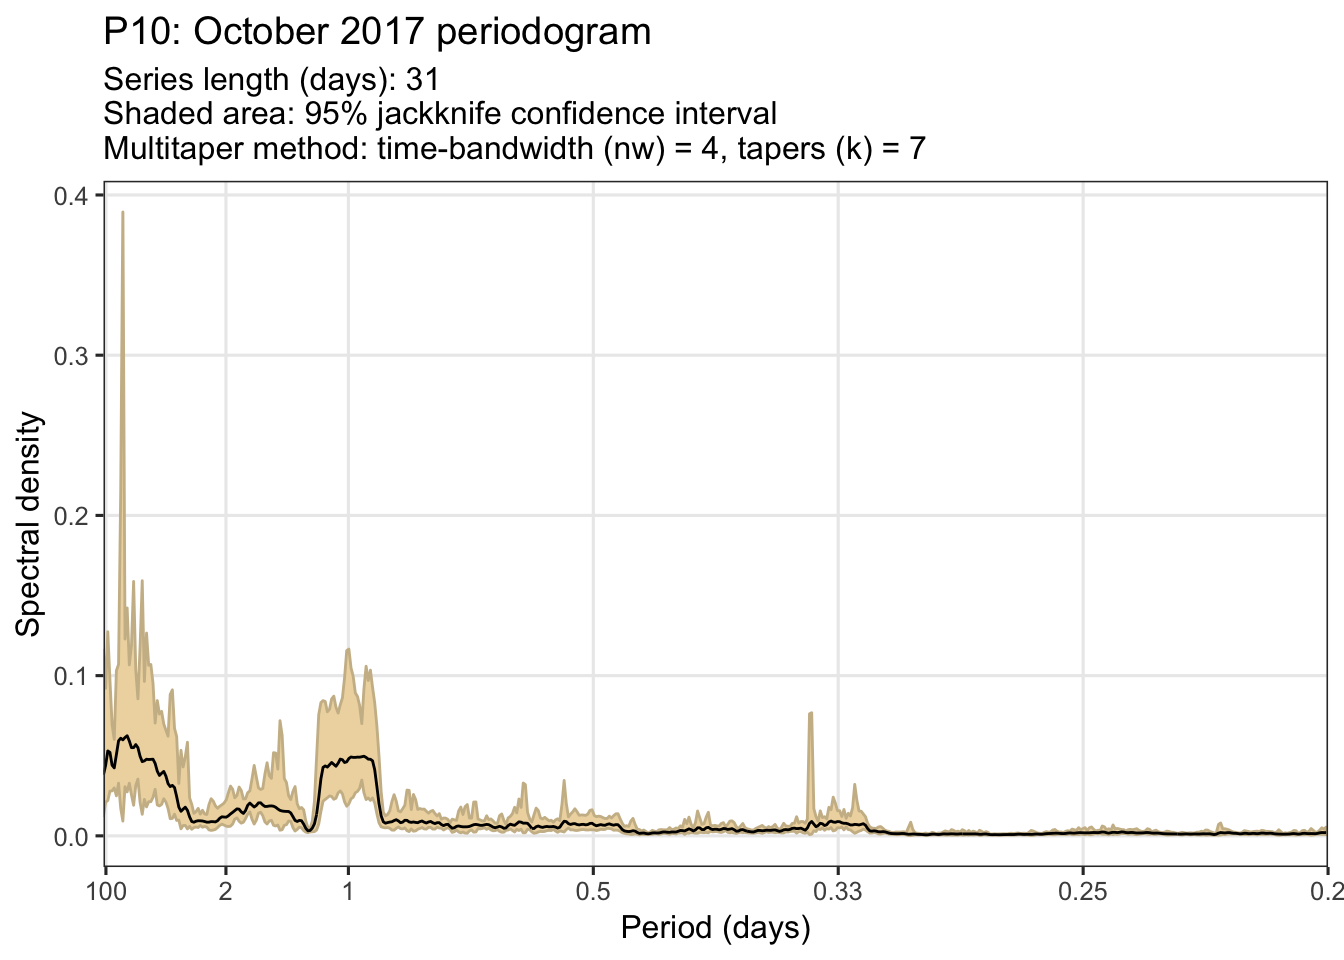 P10: October 2017 periodogram
Series length (days): 31
Shaded area: 95% jackknife confidence interval
Multitaper method: time-bandwidth (nw) = 4, tapers (k) = 7
0.4
0.3
0.2
0.1
0.0
Spectral density
100 2 1 0.5 0.33 0.25 0.2
Period (days)